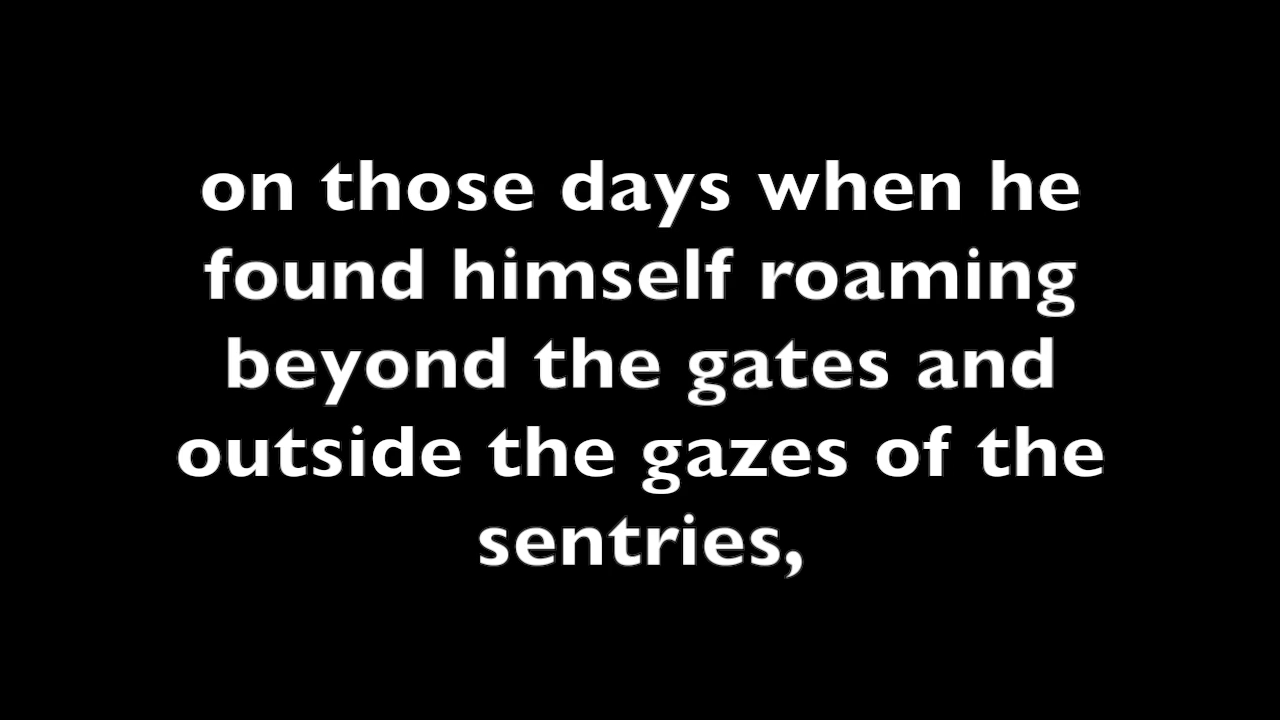 on those days when he
found himself roaming
beyond the gates and
outside the gazes of the
sentries,